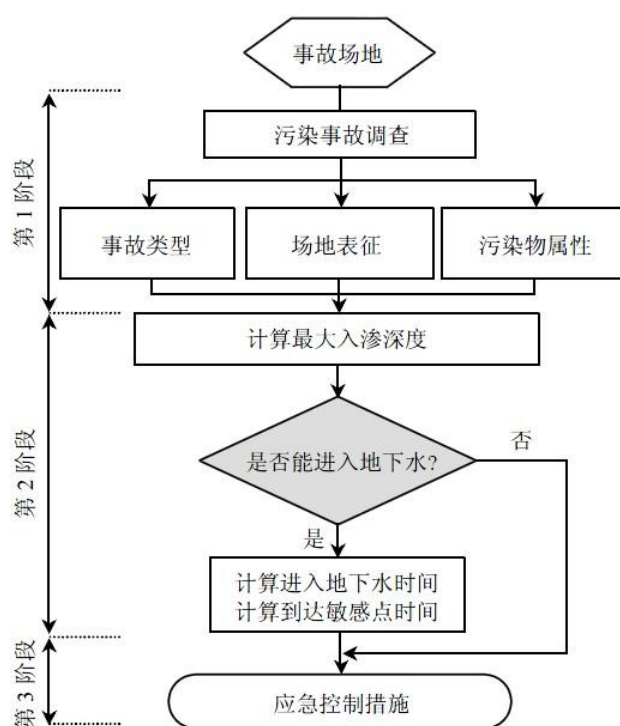 事故场地
污染事故调查
第1阶段
事故类型
场地表征
污染物属性
计算最大入渗深度
第2阶段
是否能进入地下水?
否
是
计算进入地下水时间
计算到达敏感点时间
第3阶段
应急控制措施